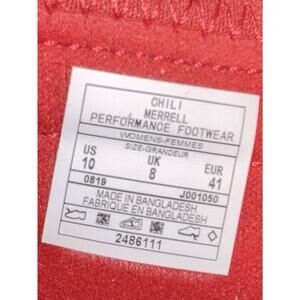 CHILI
MERRELL
PERFORMANCE FOOTWEAR
WOMENS-FEMMES
SIZE-GRANDEUR
US UK EUR
10 8 41
0819 J001050
MADE IN BANGLADESH
FABRIQUE EN BANGLADESH
2486111